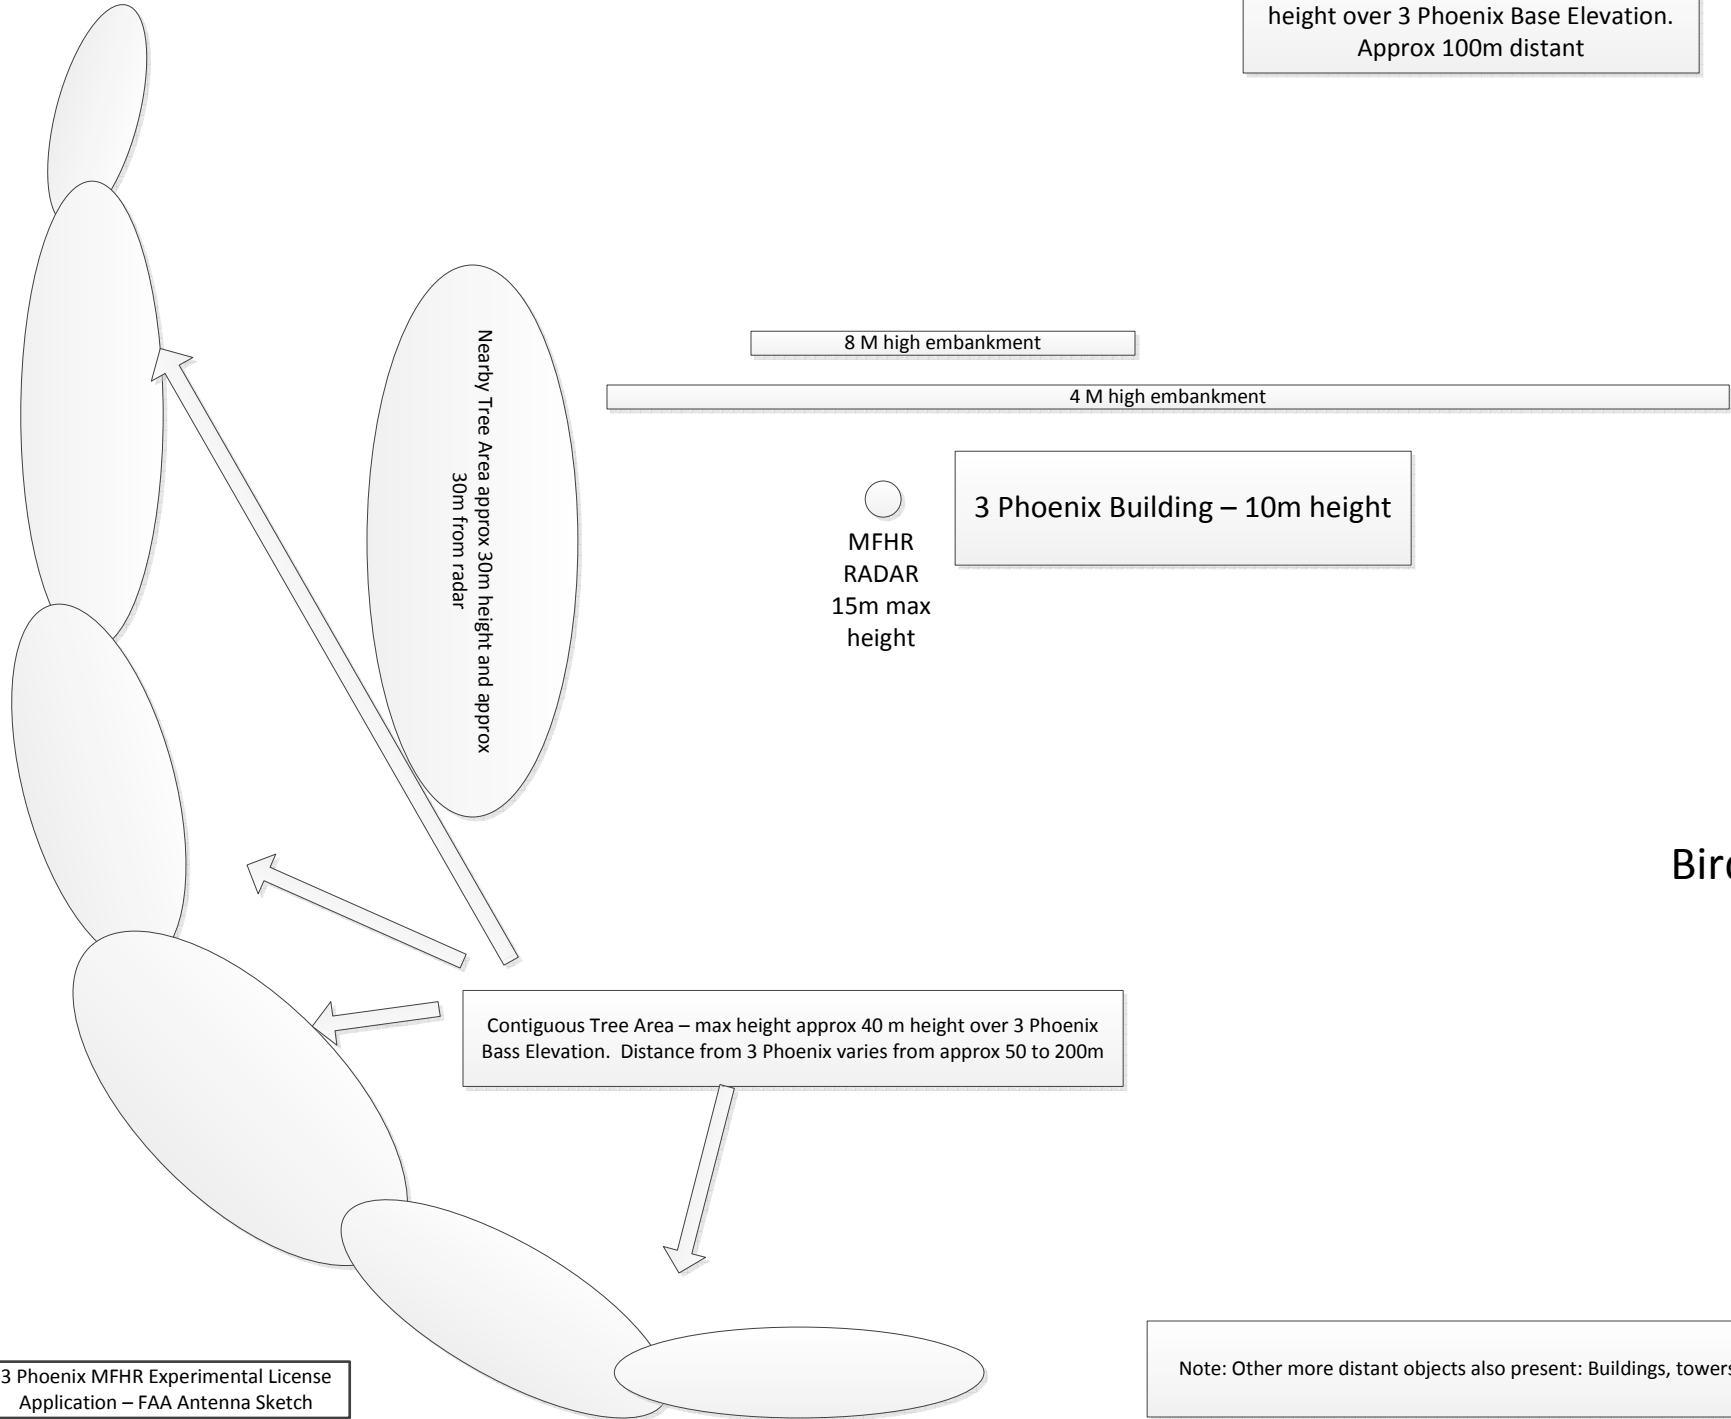 height over 3 Phoenix Base Elevation.
Approx 100m distant
8 M high embankment
4 M high embankment
Nearby Tree Area approx 30m height and approx
30m from radar
3 Phoenix Building – 10m height
MFHR
RADAR
15m max
height
Contiguous Tree Area – max height approx 40 m height over 3 Phoenix
Bass Elevation.  Distance from 3 Phoenix varies from approx 50 to 200m
Note: Other more distant objects also present: Buildings, towers
3 Phoenix MFHR Experimental License
Application – FAA Antenna Sketch